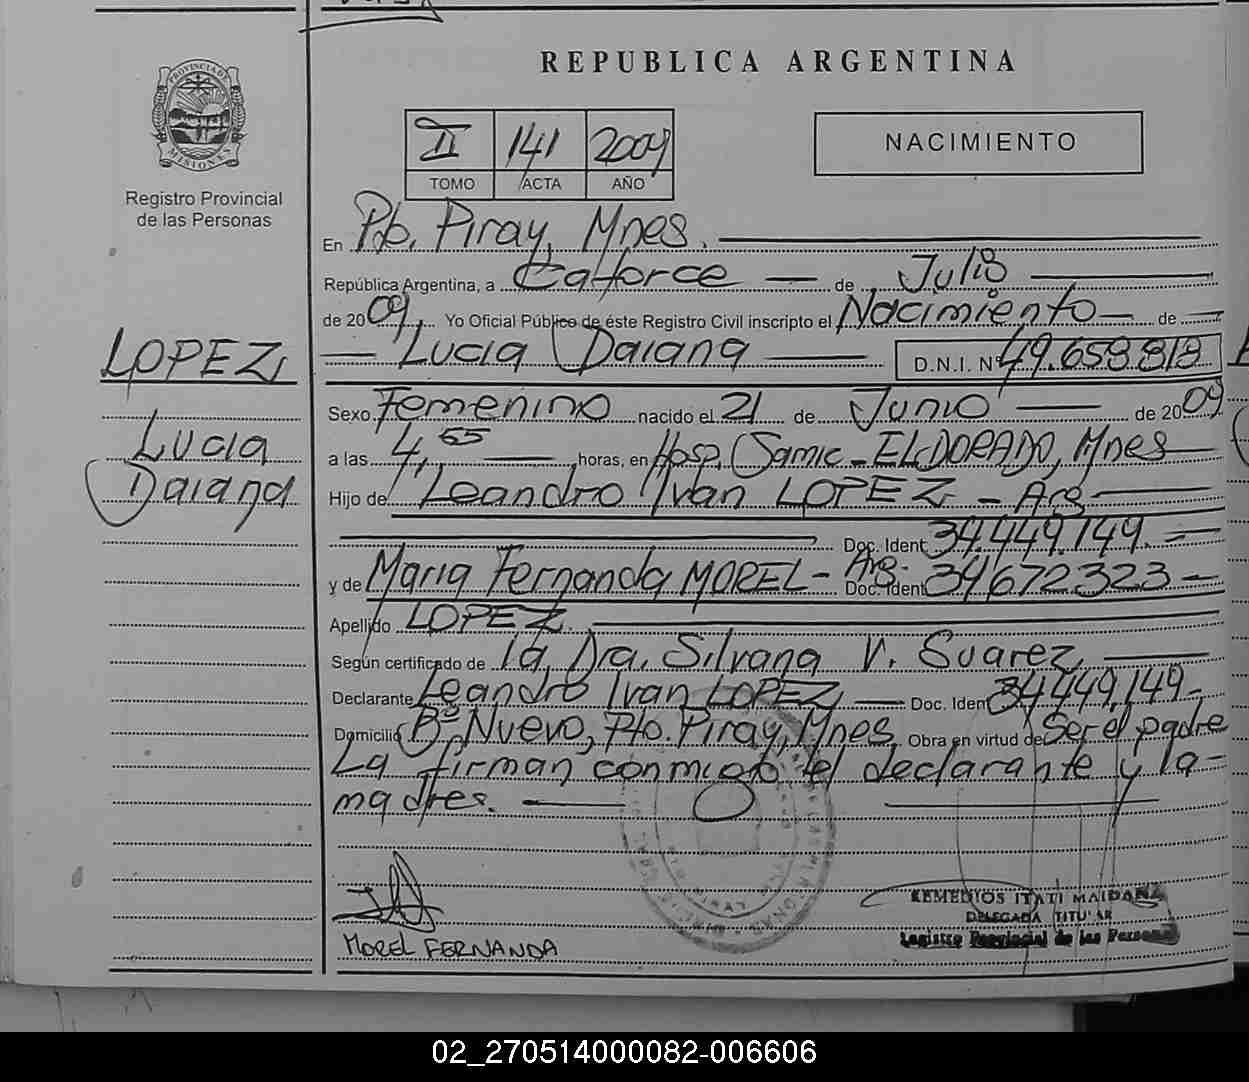 REPUBLICA ARGENTINA
PROVINCIA DE MISIONES
Registro Provincial
de las Personas
II 141 2009
TOMO ACTA AÑO
NACIMIENTO
En Pto. Piray, Mnes.
República Argentina, a Catorce de Julio
de 2009, Yo Oficial Público de éste Registro Civil inscripto el Nacimiento de
Lucia Daiana D.N.I. Nº 49.658.818
LOPEZ,
Lucia
Daiana
Sexo Femenino nacido el 21 de Junio de 2009
a las 4,55 horas, en Hosp. Samic - ELDORADO, Mnes
Hijo de Leandro Ivan LOPEZ - Arg
Doc. Ident 34.449.149.
y de Maria Fernanda MOREL - Arg. Doc. Ident 34672323
Apellido LOPEZ.
Según certificado de la Dra. Silvana V. Suarez,
Declarante Leandro Ivan LOPEZ Doc. Ident 34449.149
Domicilio Bº Nuevo, Pto. Piray, Mnes, Obra en virtud de Ser el padre
La firman conmigo el declarante y la
madres.
MOREL FERNANDA
REMEDIOS ITATI MAIDANA
DELEGADA TITULAR
Registro Provincial de las Personas
02_270514000082-006606